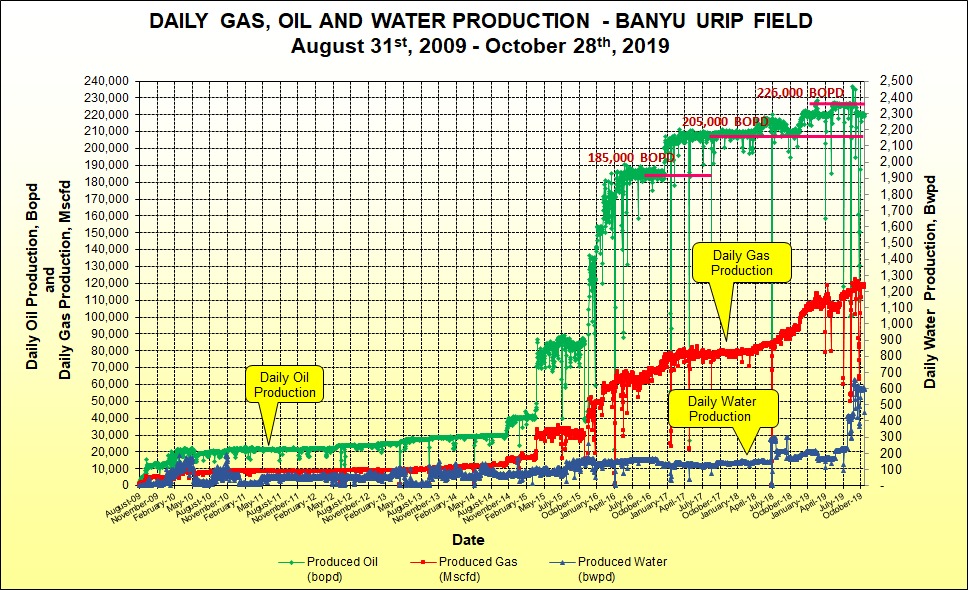 DAILY GAS, OIL AND WATER PRODUCTION - BANYU URIP FIELD
August 31st, 2009 - October 28th, 2019
Daily Oil Production, Bopd
and
Daily Gas Production, Mscfd
240,000
230,000
220,000
210,000
200,000
190,000
180,000
170,000
160,000
150,000
140,000
130,000
120,000
110,000
100,000
90,000
80,000
70,000
60,000
50,000
40,000
30,000
20,000
10,000
0
185,000 BOPD
205,000 BOPD
225,000 BOPD
Daily Gas
Production
Daily Oil
Production
Daily Water
Production
2,500
2,400
2,300
2,200
2,100
2,000
1,900
1,800
1,700
1,600
1,500
1,400
1,300
1,200
1,100
1,000
900
800
700
600
500
400
300
200
100
-
Daily Water Production, Bwpd
August-09
November-09
February-10
May-10
August-10
November-10
February-11
May-11
August-11
November-11
February-12
May-12
August-12
November-12
February-13
May-13
August-13
November-13
February-14
May-14
August-14
November-14
February-15
May-15
July-15
October-15
January-16
April-16
July-16
October-16
January-17
April-17
July-17
October-17
January-18
April-18
July-18
October-18
January-19
April-19
July-19
October-19
Date
Produced Oil
(bopd)
Produced Gas
(Mscfd)
Produced Water
(bwpd)